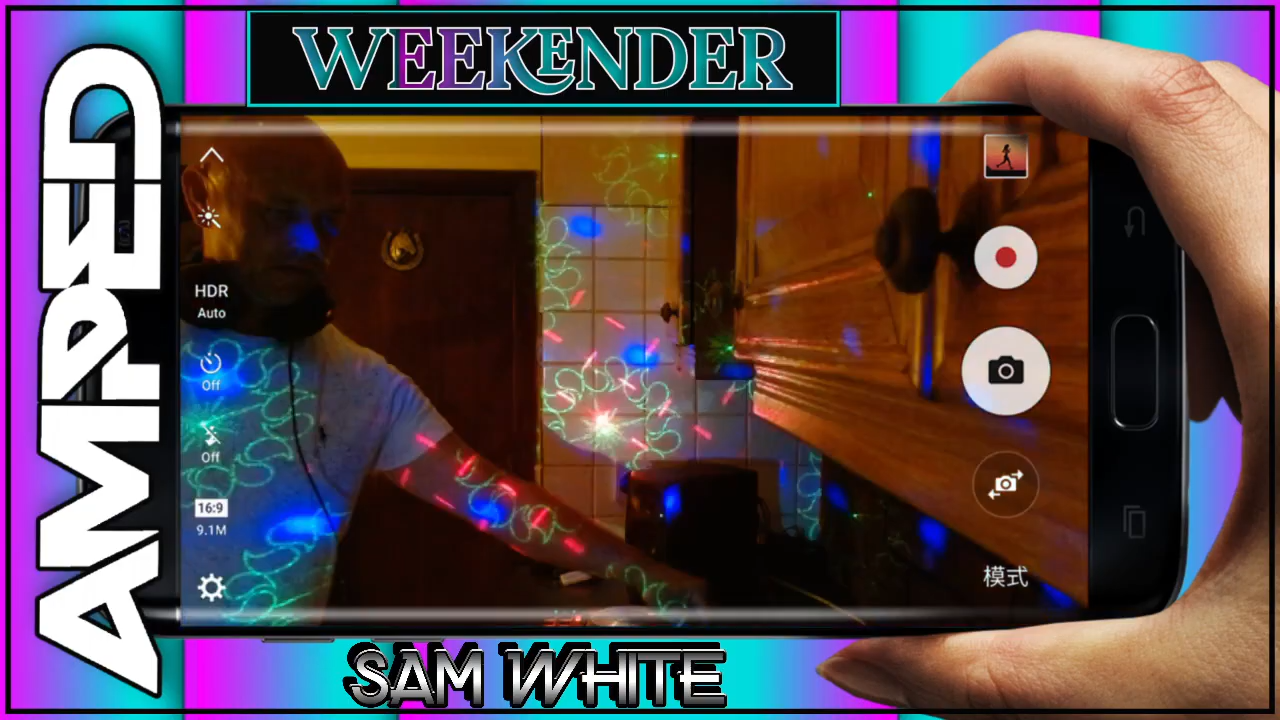 WEEKENDER
AMPED
HDR
Auto
Off
Off
16:9
9.1M
模式
SAM WHITE